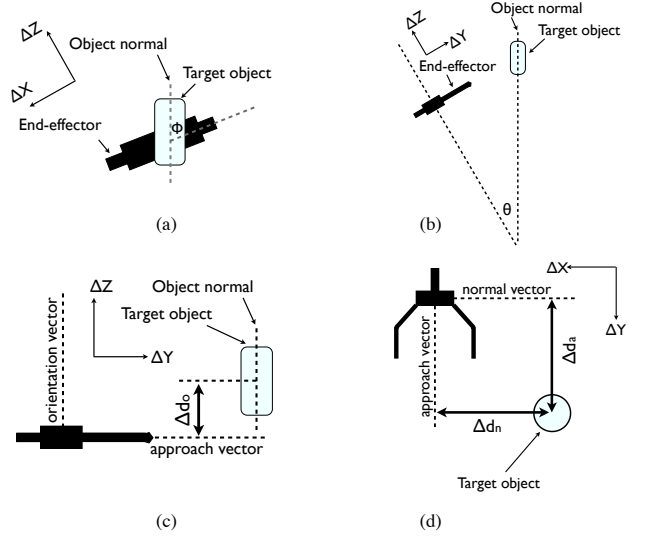 ΔZ
Object normal
Target object
ΔX
End-effector
Φ
(a)
Object normal
Target object
ΔZ
ΔY
End-effector
θ
(b)
ΔZ
Object normal
Target object
orientation vector
ΔY
Δdo
approach vector
(c)
ΔX
normal vector
ΔY
approach vector
Δda
Δdn
Target object
(d)